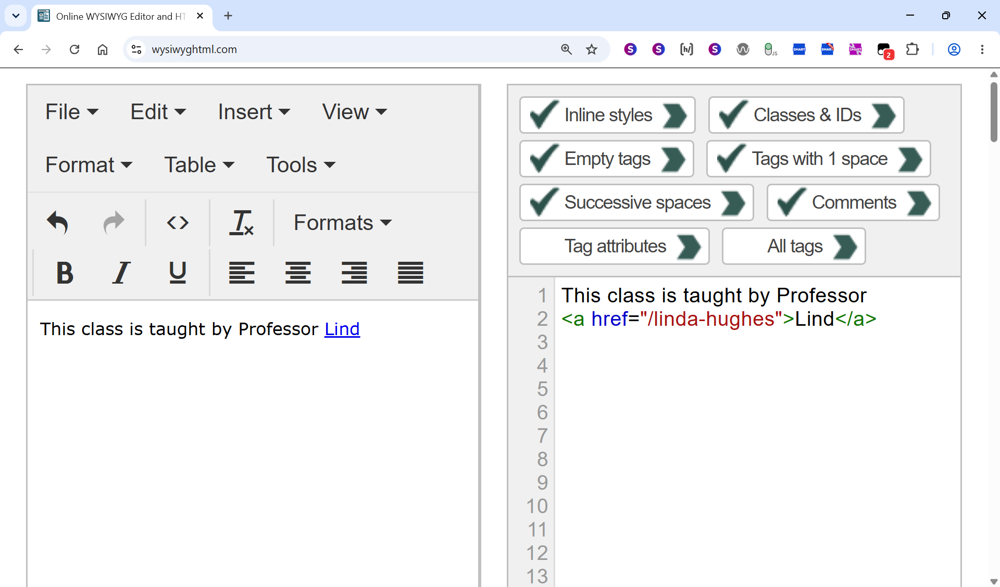 Online WYSIWYG Editor and HT
wysiwyghtml.com
2
File Edit Insert View
Format Table Tools
Formats
B I U
This class is taught by Professor Lind
Inline styles Classes & IDs
Empty tags Tags with 1 space
Successive spaces Comments
Tag attributes All tags
1 This class is taught by Professor
2 <a href="/linda-hughes">Lind</a>
3
4
5
6
7
8
9
10
11
12
13